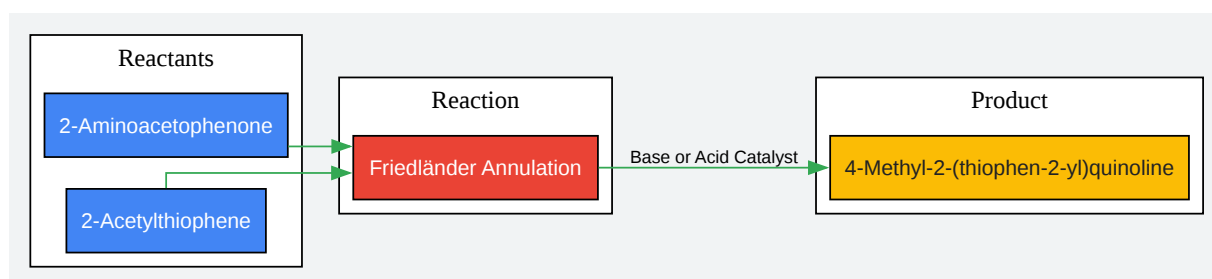 Reactants
2-Aminoacetophenone
2-Acetylthiophene
Reaction
Friedländer Annulation
Base or Acid Catalyst
Product
4-Methyl-2-(thiophen-2-yl)quinoline